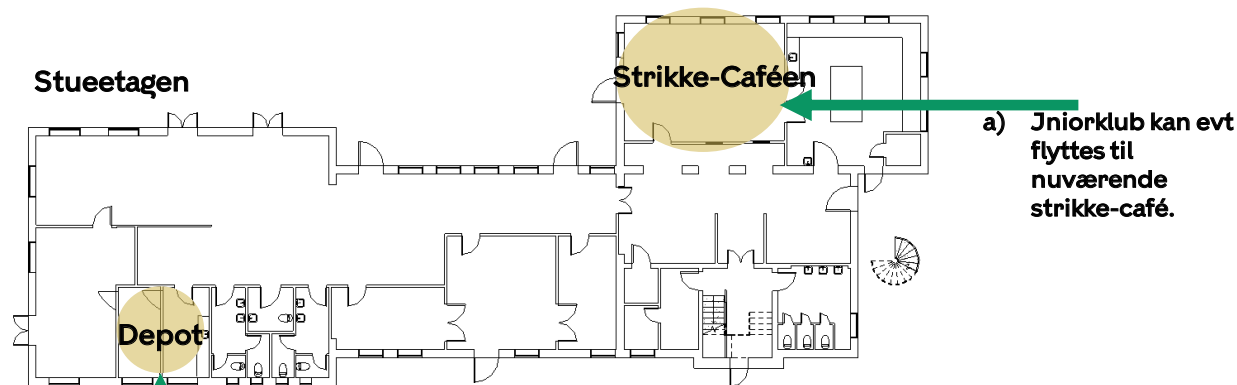 Stueetagen
Strikke-Caféen
a) Jniorklub kan evt
flyttes til
nuværende
strikke-café.
Depot